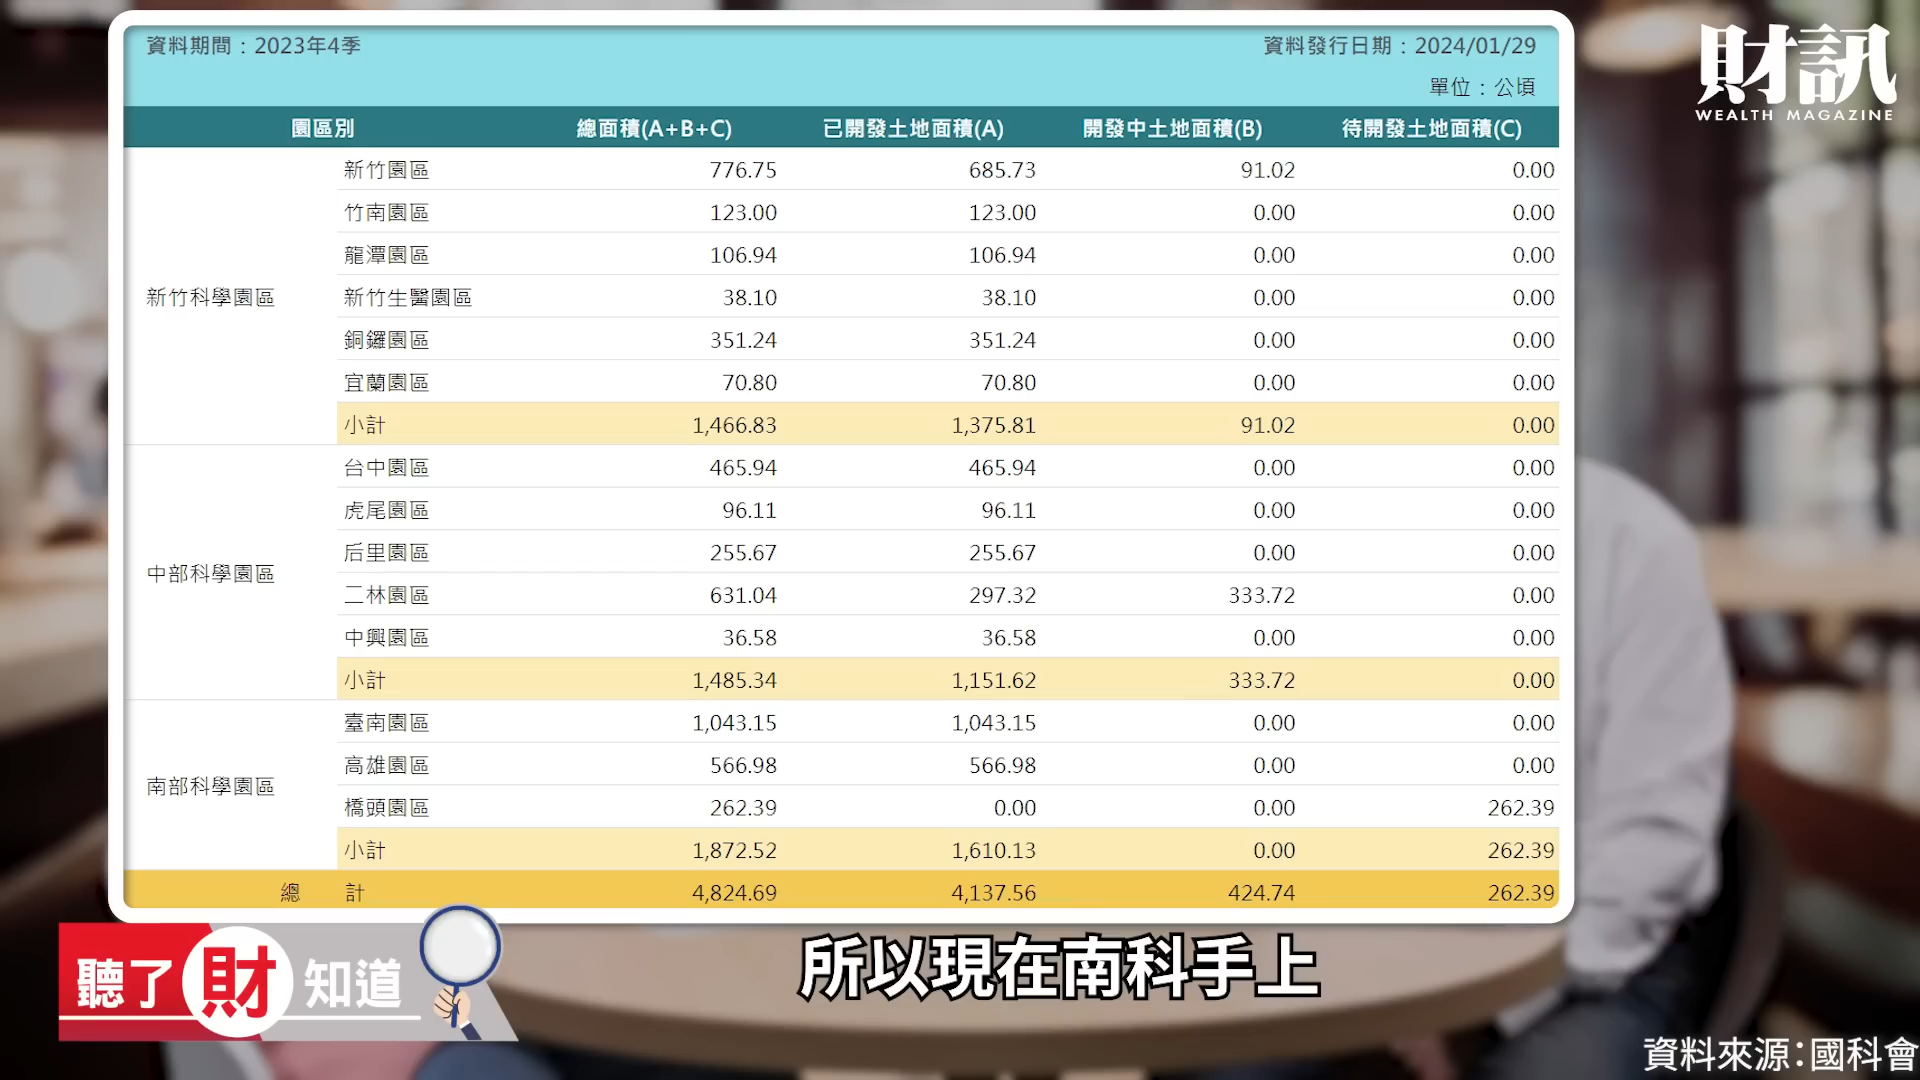 資料期間：2023年4季
資料發行日期：2024/01/29
單位：公頃
財訊
WEALTH MAGAZINE
園區別 總面積(A+B+C) 已開發土地面積(A) 開發中土地面積(B) 待開發土地面積(C)
新竹科學園區
新竹園區 776.75 685.73 91.02 0.00
竹南園區 123.00 123.00 0.00 0.00
龍潭園區 106.94 106.94 0.00 0.00
新竹生醫園區 38.10 38.10 0.00 0.00
銅鑼園區 351.24 351.24 0.00 0.00
宜蘭園區 70.80 70.80 0.00 0.00
小計 1,466.83 1,375.81 91.02 0.00
中部科學園區
台中園區 465.94 465.94 0.00 0.00
虎尾園區 96.11 96.11 0.00 0.00
后里園區 255.67 255.67 0.00 0.00
二林園區 631.04 297.32 333.72 0.00
中興園區 36.58 36.58 0.00 0.00
小計 1,485.34 1,151.62 333.72 0.00
南部科學園區
臺南園區 1,043.15 1,043.15 0.00 0.00
高雄園區 566.98 566.98 0.00 0.00
橋頭園區 262.39 0.00 0.00 262.39
小計 1,872.52 1,610.13 0.00 262.39
總 計 4,824.69 4,137.56 424.74 262.39
聽了財知道
所以現在南科手上
資料來源：國科會